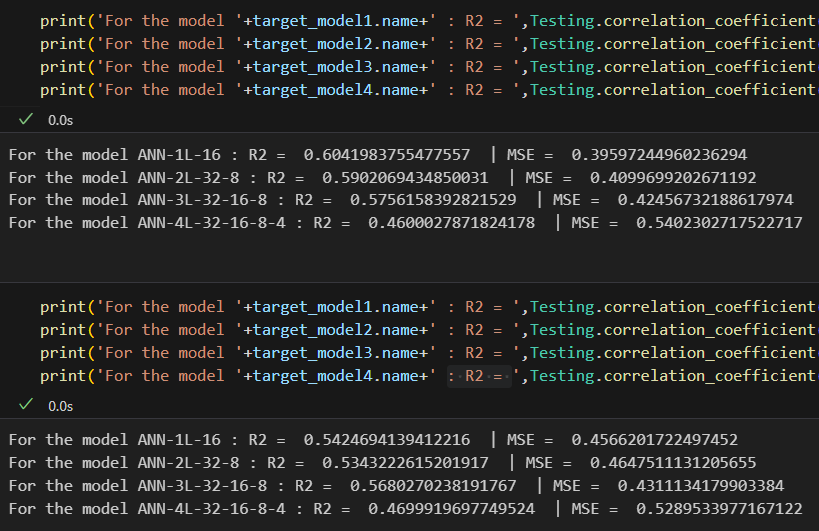 print('For the model '+target_model1.name+' : R2 = ',Testing.correlation_coefficient(
print('For the model '+target_model2.name+' : R2 = ',Testing.correlation_coefficient(
print('For the model '+target_model3.name+' : R2 = ',Testing.correlation_coefficient(
print('For the model '+target_model4.name+' : R2 = ',Testing.correlation_coefficient(
✓ 0.0s
For the model ANN-1L-16 : R2 =  0.6041983755477557  | MSE =  0.39597244960236294
For the model ANN-2L-32-8 : R2 =  0.5902069434850031  | MSE =  0.4099699202671192
For the model ANN-3L-32-16-8 : R2 =  0.5756158392821529  | MSE =  0.42456732188617974
For the model ANN-4L-32-16-8-4 : R2 =  0.4600027871824178  | MSE =  0.5402302717522717
print('For the model '+target_model1.name+' : R2 = ',Testing.correlation_coefficient(
print('For the model '+target_model2.name+' : R2 = ',Testing.correlation_coefficient(
print('For the model '+target_model3.name+' : R2 = ',Testing.correlation_coefficient(
print('For the model '+target_model4.name+' : R2 = ',Testing.correlation_coefficient(
✓ 0.0s
For the model ANN-1L-16 : R2 =  0.5424694139412216  | MSE =  0.4566201722497452
For the model ANN-2L-32-8 : R2 =  0.5343222615201917  | MSE =  0.4647511131205655
For the model ANN-3L-32-16-8 : R2 =  0.5680270238191767  | MSE =  0.4311134179903384
For the model ANN-4L-32-16-8-4 : R2 =  0.4699919697749524  | MSE =  0.5289533977167122